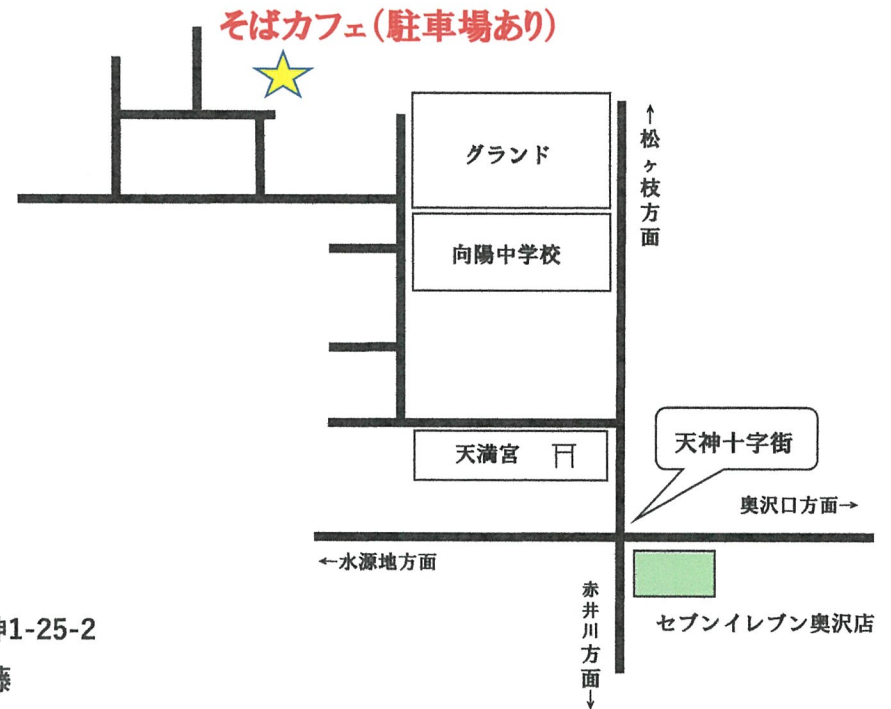 そばカフェ(駐車場あり)
グランド
↑松ヶ枝方面
向陽中学校
天満宮
天神十字街
奥沢口方面→
←水源地方面
赤井川方面↓
セブンイレブン奥沢店
1-25-2